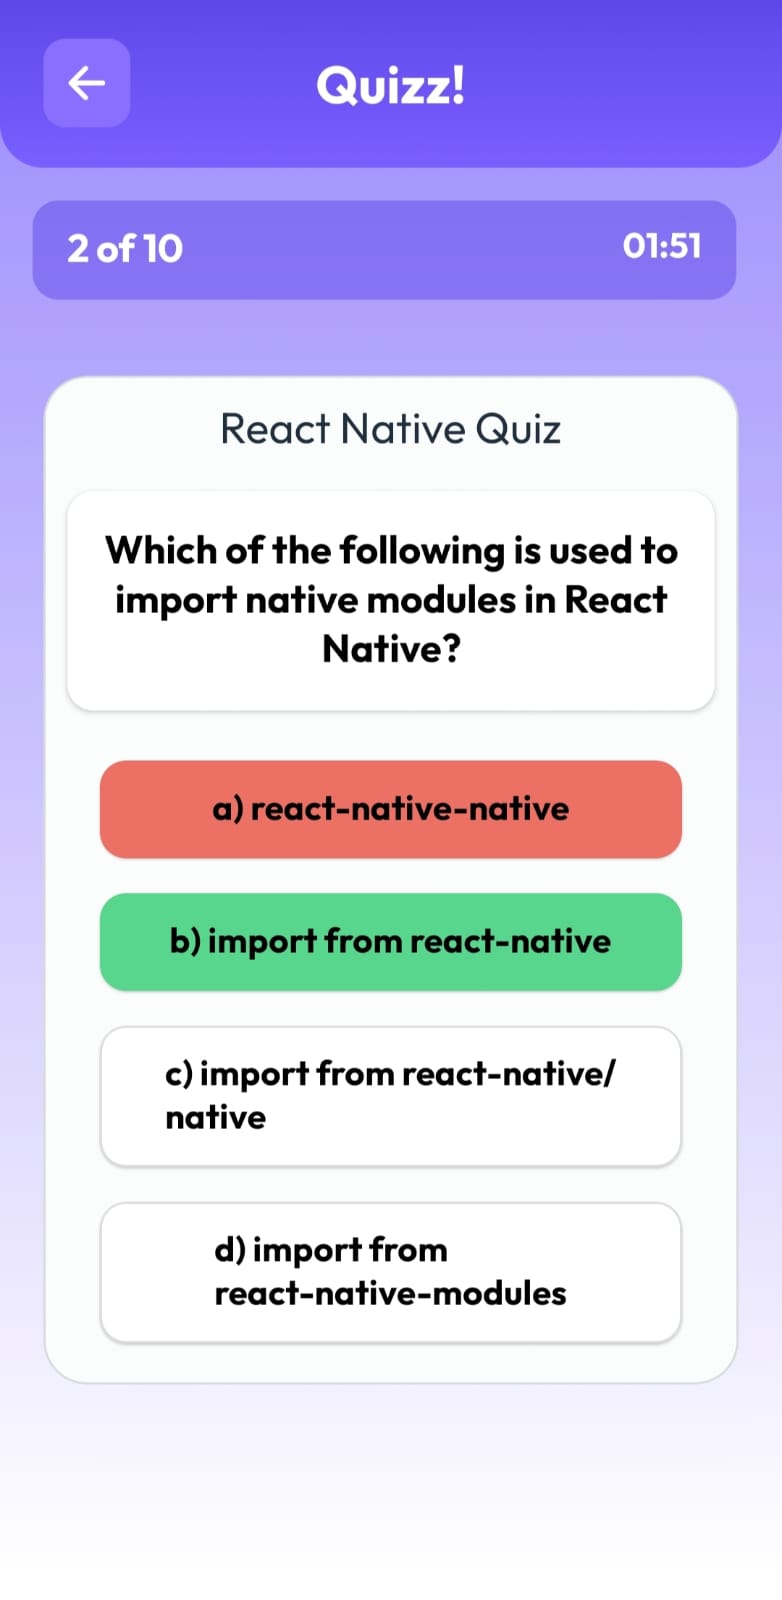 Quizz!
2 of 10
01:51
React Native Quiz
Which of the following is used to
import native modules in React
Native?
a) react-native-native
b) import from react-native
c) import from react-native/
native
d) import from
react-native-modules